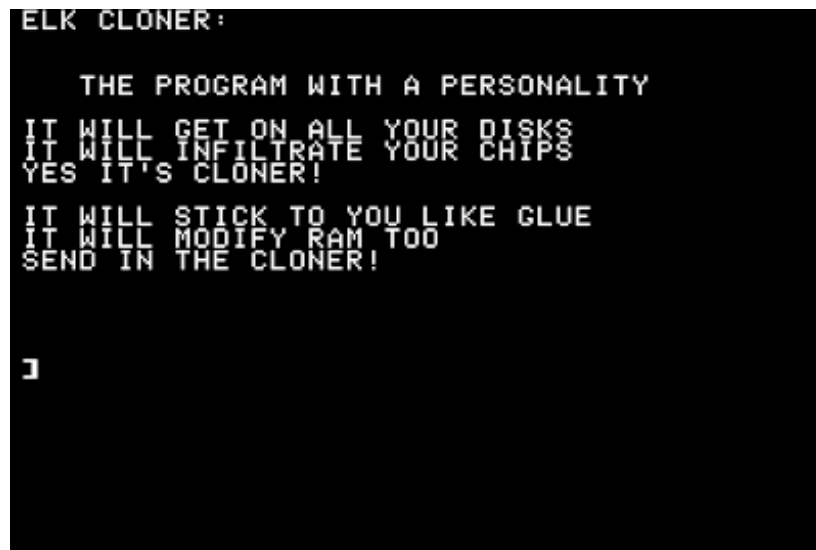 ELK CLONER:
THE PROGRAM WITH A PERSONALITY
IT WILL GET ON ALL YOUR DISKS
IT WILL INFILTRATE YOUR CHIPS
YES IT'S CLONER!
IT WILL STICK TO YOU LIKE GLUE
IT WILL MODIFY RAM TOO
SEND IN THE CLONER!
]